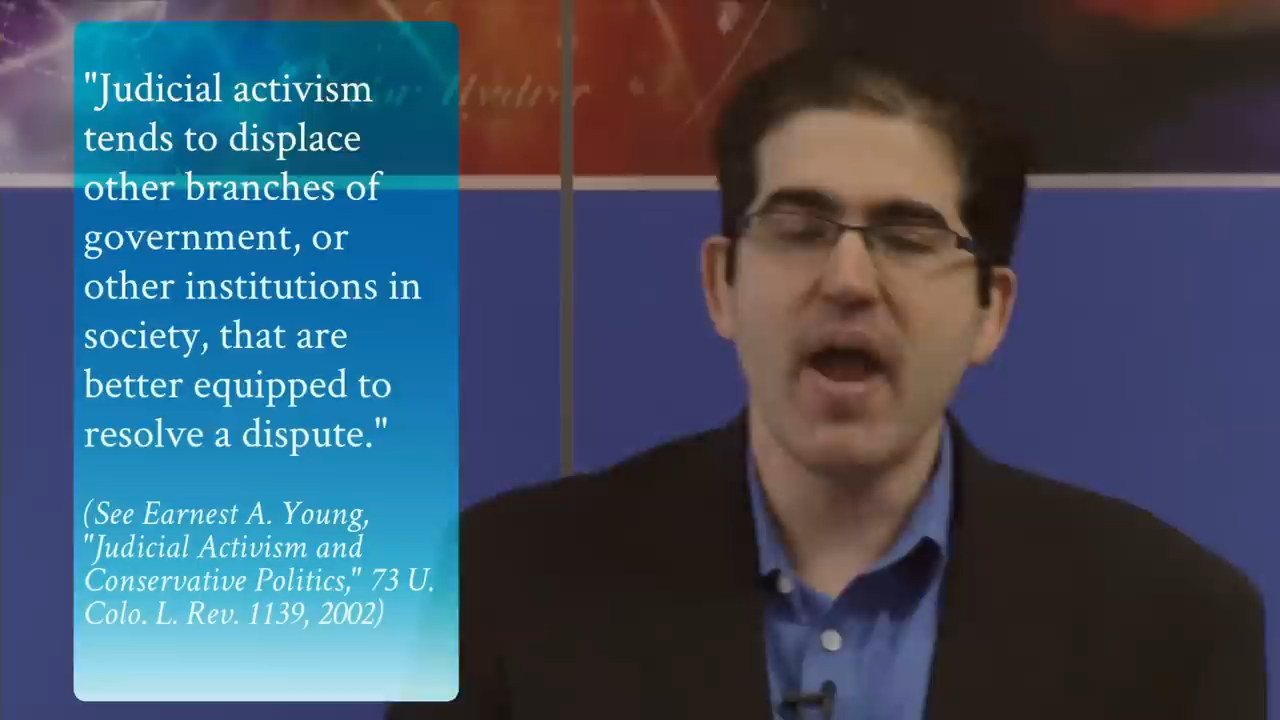 "Judicial activism
tends to displace
other branches of
government, or
other institutions in
society, that are
better equipped to
resolve a dispute."
(See Earnest A. Young,
"Judicial Activism and
Conservative Politics," 73 U.
Colo. L. Rev. 1139, 2002)